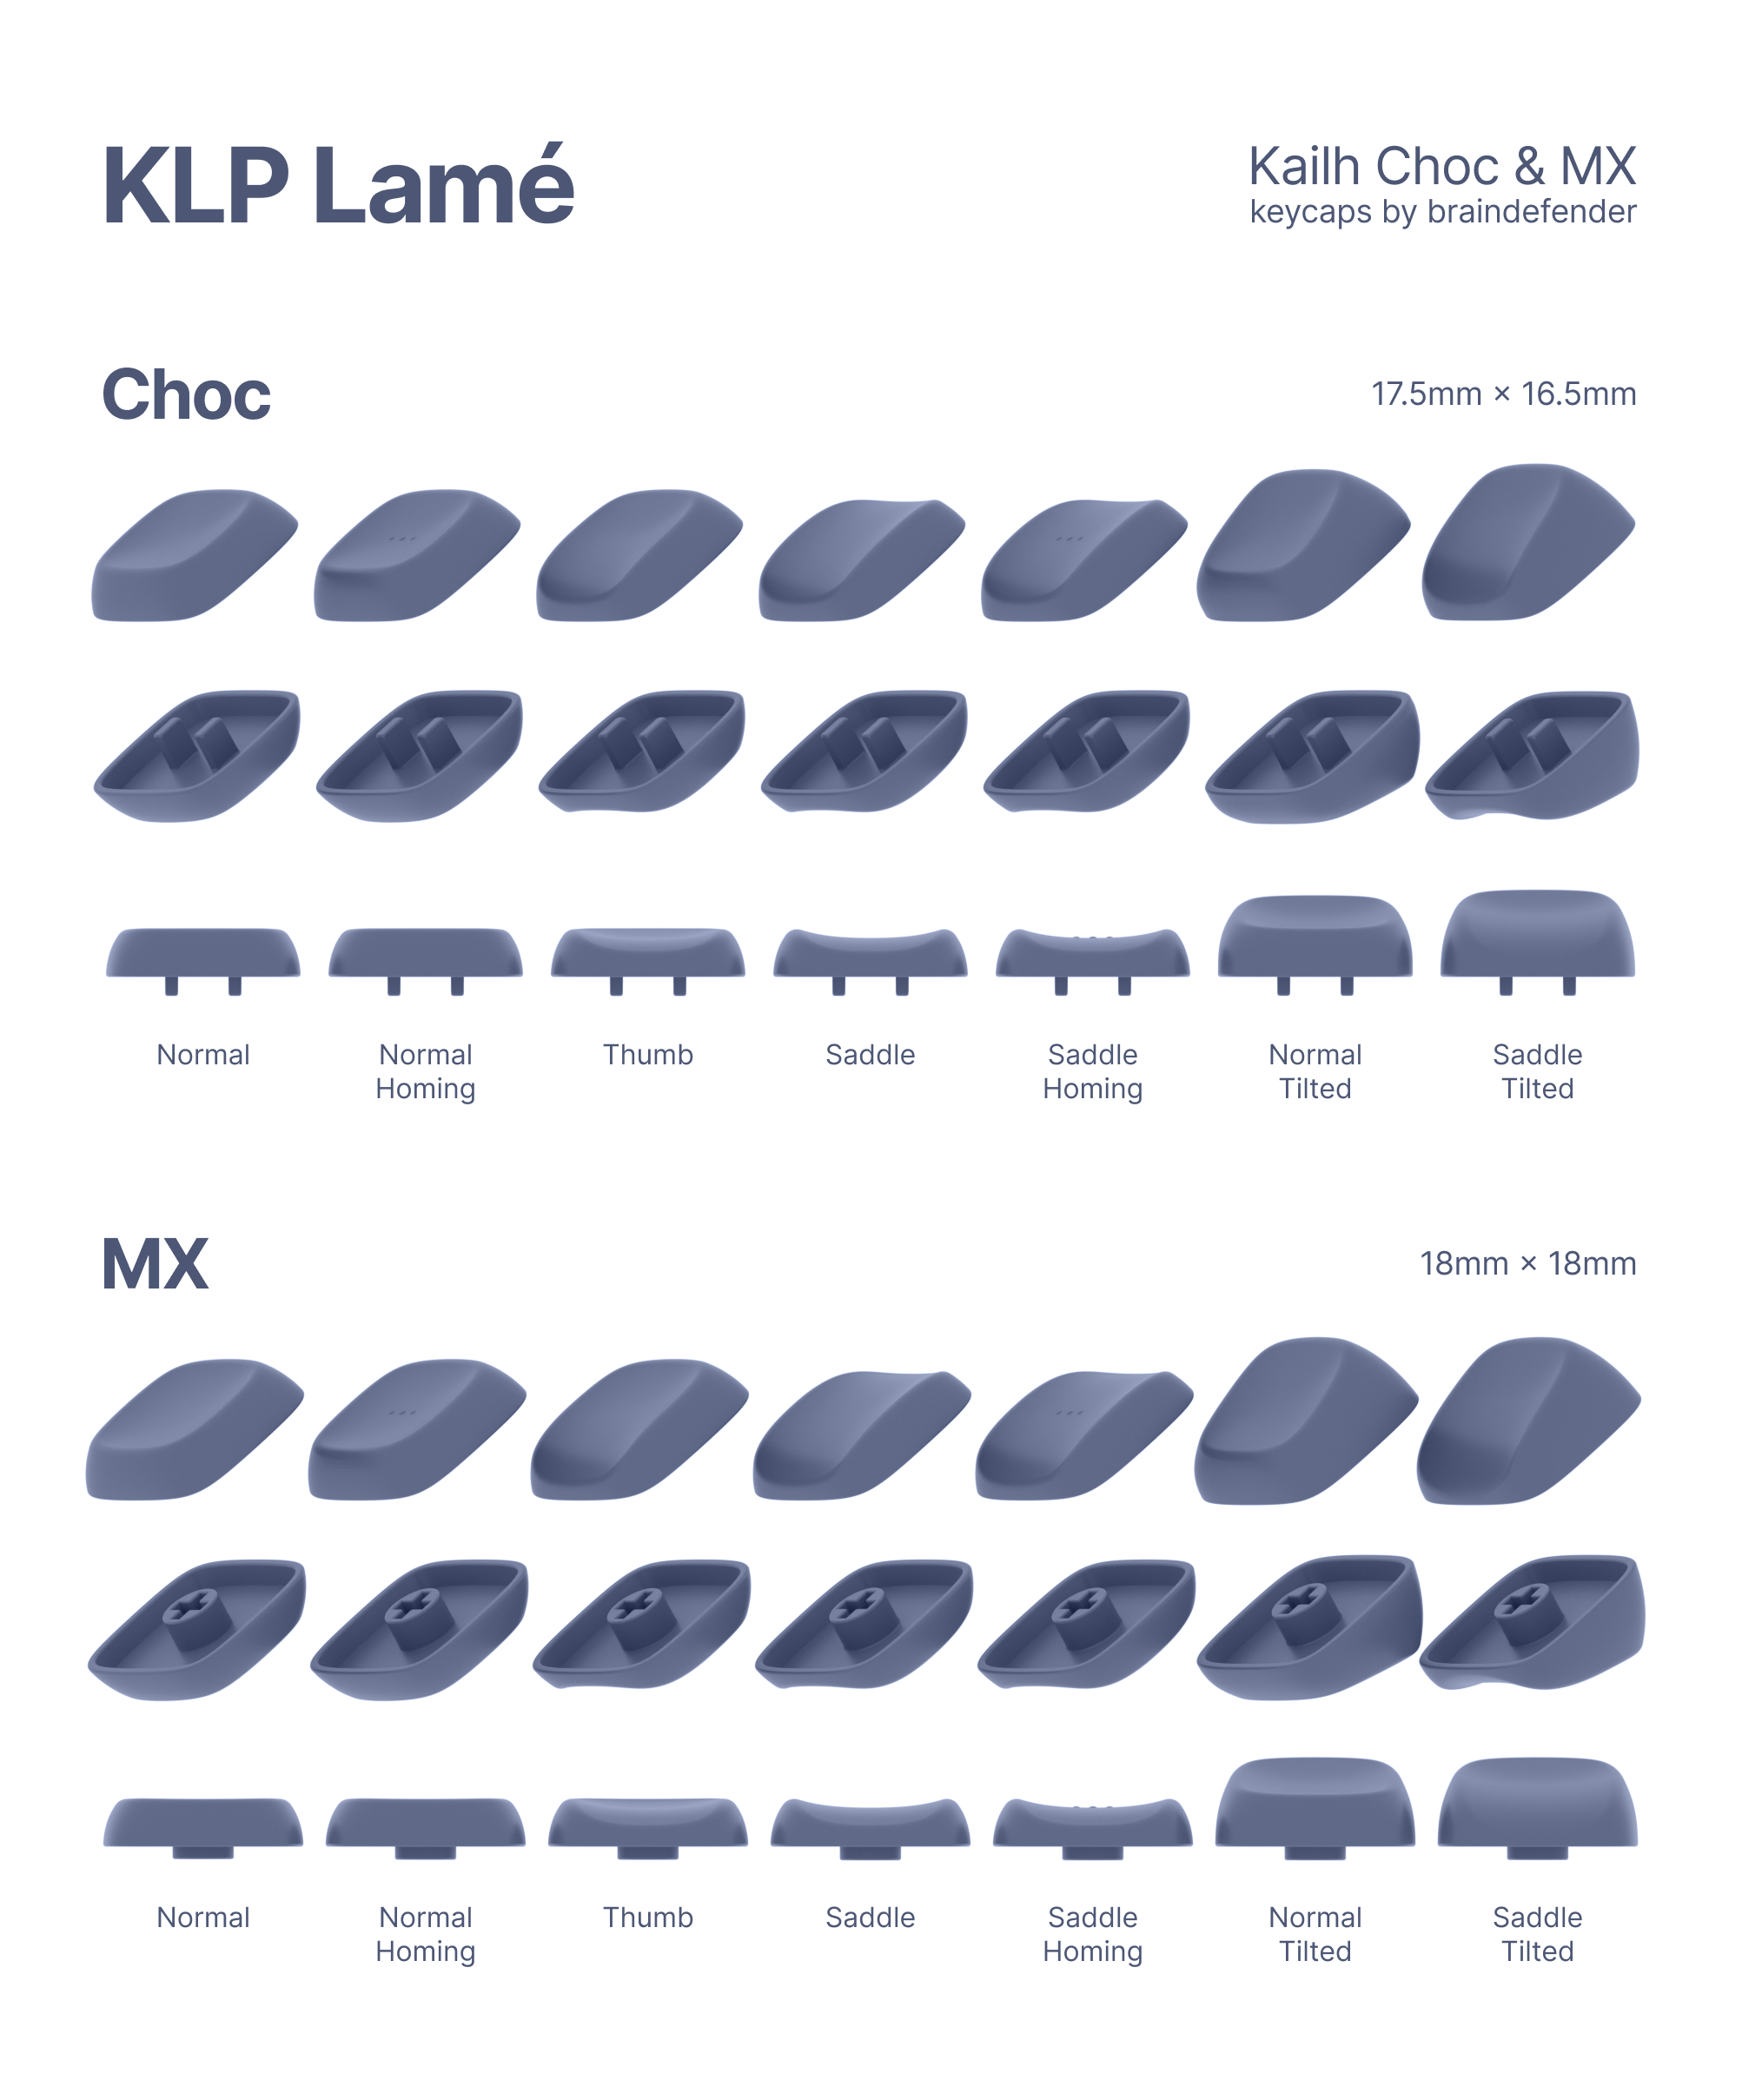 KLP Lamé
Kailh Choc & MX
keycaps by braindefender
Choc
17.5mm × 16.5mm
Normal
Normal
Homing
Thumb
Saddle
Saddle
Homing
Normal
Tilted
Saddle
Tilted
MX
18mm × 18mm
Normal
Normal
Homing
Thumb
Saddle
Saddle
Homing
Normal
Tilted
Saddle
Tilted